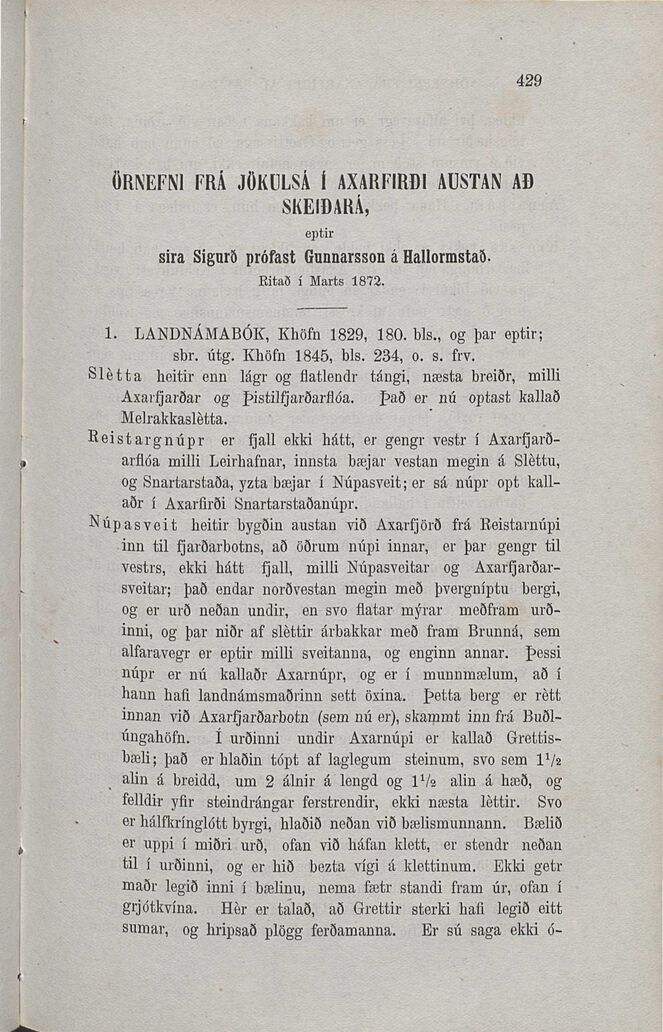 429
ÖRNEFNI FRÁ JÖKULSÁ Í AXARFIRÐI AUSTAN AÐ
SKEIÐARÁ,
eptir
sira Sigurð prófast Gunnarsson á Hallormstað.
Ritað í Marts 1872.
1. LANDNÁMABÓK, Khöfn 1829, 180. bls., og þar eptir;
sbr. útg. Khöfn 1845, bls. 234, o. s. frv.
Slètta heitir enn lágr og flatlendr tángi, næsta breiðr, milli
Axarfjarðar og Þistilfjarðarflóa. Það er nú optast kallað
Melrakkaslètta.
Reistargnúpr er fjall ekki hátt, er gengr vestr í Axarfjarð-
arflóa milli Leirhafnar, innsta bæjar vestan megin á Slèttu,
og Snartarstaða, yzta bæjar í Núpasveit; er sá núpr opt kall-
aðr í Axarfirði Snartarstaðanúpr.
Núpasveit heitir bygðin austan við Axarfjörð frá Reistarnúpi
inn til fjarðarbotns, að öðrum núpi innar, er þar gengr til
vestrs, ekki hátt fjall, milli Núpasveitar og Axarfjarðar-
sveitar; það endar norðvestan megin með þvergníptu bergi,
og er urð neðan undir, en svo flatar mýrar meðfram urð-
inni, og þar niðr af slèttir árbakkar með fram Brunná, sem
alfaravegr er eptir milli sveitanna, og enginn annar. Þessi
núpr er nú kallaðr Axarnúpr, og er í munnmælum, að í
hann hafi landnámsmaðrinn sett öxina. Þetta berg er rètt
innan við Axarfjarðarbotn (sem nú er), skammt inn frá Buðl-
úngahöfn. Í urðinni undir Axarnúpi er kallað Grettis-
bæli; það er hlaðin tópt af laglegum steinum, svo sem 1 1/2
alin á breidd, um 2 álnir á lengd og 1 1/2 alin á hæð, og
felldir yfir steindrángar ferstrendir, ekki næsta lèttir. Svo
er hálfkrínglótt byrgi, hlaðið neðan við bælismunnann. Bælið
er uppi í miðri urð, ofan við háfan klett, er stendr neðan
til í urðinni, og er hið bezta vígi á klettinum. Ekki getr
maðr legið inni í bælinu, nema fætr standi fram úr, ofan í
grjótkvína. Hèr er talað, að Grettir sterki hafi legið eitt
sumar, og hripsað plögg ferðamanna. Er sú saga ekki ó-